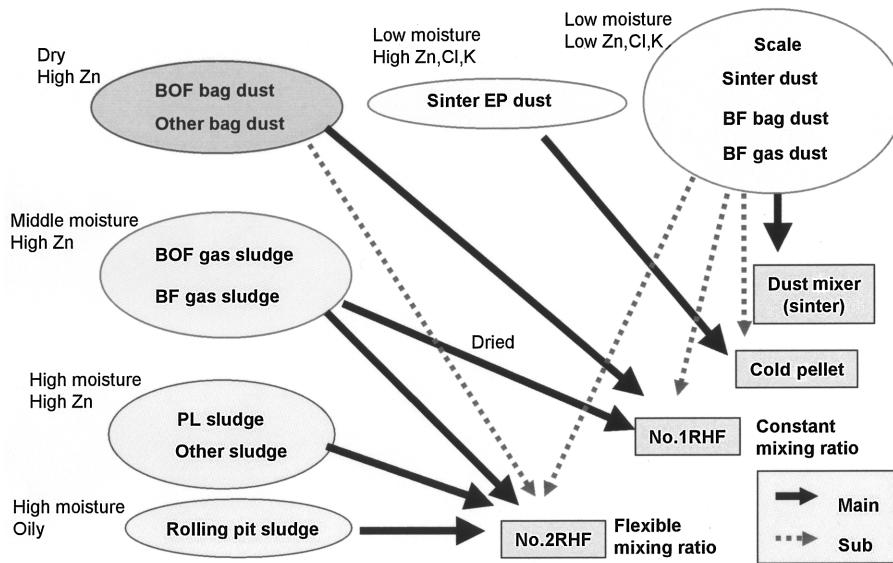 Dry
High Zn
BOF bag dust
Other bag dust
Low moisture
High Zn,Cl,K
Sinter EP dust
Low moisture
Low Zn,Cl,K
Scale
Sinter dust
BF bag dust
BF gas dust
Middle moisture
High Zn
BOF gas sludge
BF gas sludge
Dried
Dust mixer
(sinter)
Cold pellet
High moisture
High Zn
PL sludge
Other sludge
No.1RHF
Constant
mixing ratio
High moisture
Oily
Rolling pit sludge
No.2RHF
Flexible
mixing ratio
Main
Sub